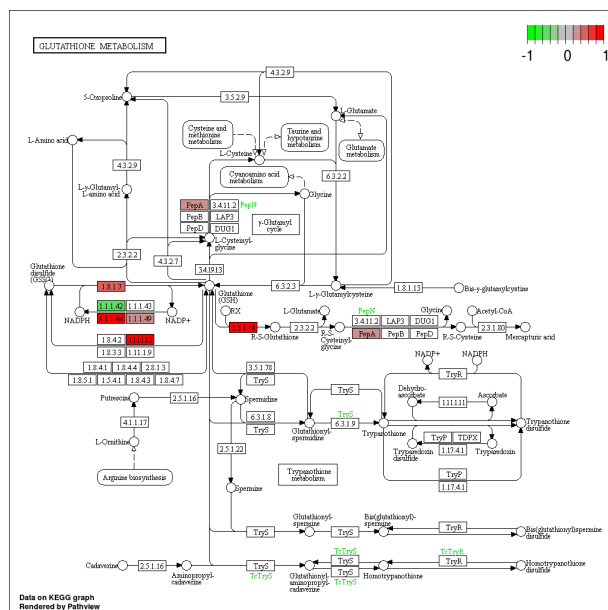 GLUTATHIONE METABOLISM
-1 0 1
4.3.2.9
5-Oxoproline
3.5.2.9
L-Glutamate
Cysteine and
methionine metabolism
Taurine and
hypotaurine metabolism
Glutamate
metabolism
L-Amino acid
L-Cysteine
4.3.2.9
Cyanoamino acid
metabolism
6.3.2.2
L-γ-Glutamyl-
L-amino acid
Glycine
PepA 3.4.11.2 PepN
PepB LAP3
PepD DUG1
γ-Glutamyl
cycle
L-Cysteinyl-
glycine
2.3.2.2
4.3.2.7
3.4.19.13
Glutathione
disulfide
(GSSG)
1.8.1.7
Glutathione
(GSH)
6.3.2.3
L-γ-Glutamylcysteine
1.8.1.13
Bis-γ-glutamylcystine
1.1.1.42 1.1.1.43
1.1.1.44 1.1.1.49
NADPH NADP+
RX
2.5.1.18
R-S-Glutathione
L-Glutamate
2.3.2.2
R-S-
Cysteinyl-
glycine
PepN
3.4.11.2 LAP3 DUG1
PepA PepB PepD
Glycine
R-S-Cysteine
Acetyl-CoA
2.3.1.80
Mercapturic acid
1.8.4.2 1.11.1.12
1.8.3.3 1.11.1.9
1.8.4.1 1.8.4.4 2.8.1.3
1.8.5.1 1.5.4.1 1.8.4.3 1.8.4.7
Putrescine
2.5.1.16
Spermidine
3.5.1.78
TryS
6.3.1.8
TryS
Glutathionyl-
spermidine
TryS
TryS
6.3.1.9
Trypanothione
NADP+ NADPH
TryR
Dehydro-
ascorbate
Ascorbate
1.11.1.11
Trypanothione
disulfide
TryP TDPX
1.17.4.1
Tryparedoxin
disulfide
Tryparedoxin
TryP
1.17.4.1
4.1.1.17
L-Ornithine
Arginine biosynthesis
2.5.1.22
Spermine
Trypanothione
metabolism
TryS
Glutathionyl-
spermine
TryS
Bis(glutathionyl)-
spermine
TryR
Bis(glutathionyl)spermine
disulfide
Cadaverine
2.5.1.16
Aminopropyl-
cadaverine
TryS
TcTryS
Glutathionyl-
aminopropyl-
cadaverine
TcTryS
TryS
TryS
TcTryS
Homotrypanothione
TcTryR
TryR
Homotrypanothione
disulfide
Data on KEGG graph
Rendered by Pathview